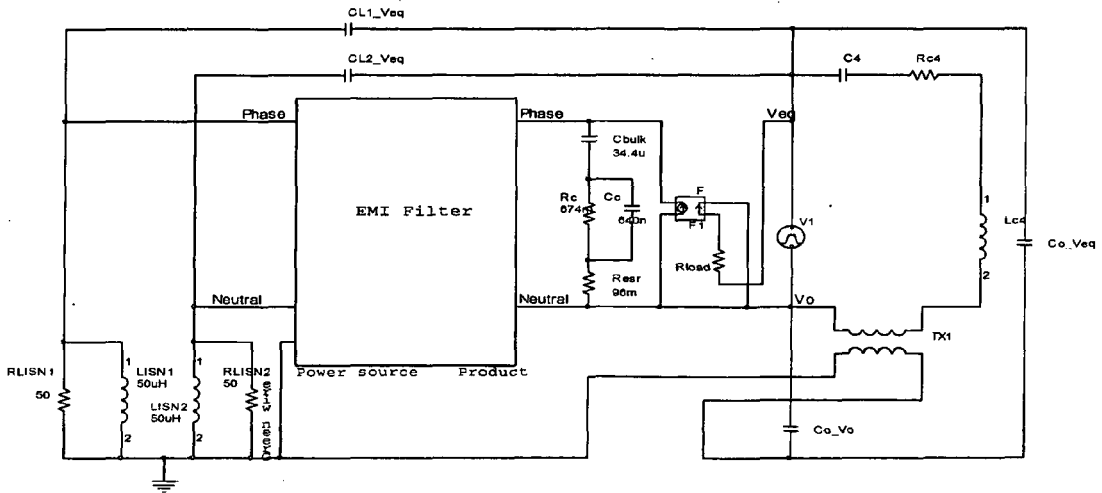 CL1_Veq
CL2_Veq
C4
Rc4
Phase
Phase
Veq
Cbulk
34.4u
EMI Filter
Rc
674m
Cc
640n
F
F1
V1
1
Lc4
Co_Veq
Rload
2
Resr
96m
Neutral
Neutral
Vo
TX1
RLISN1
50
1
LISN1
50uH
2
1
LISN2
50uH
2
RLISN2
50
Power source
Product
Co_Vo